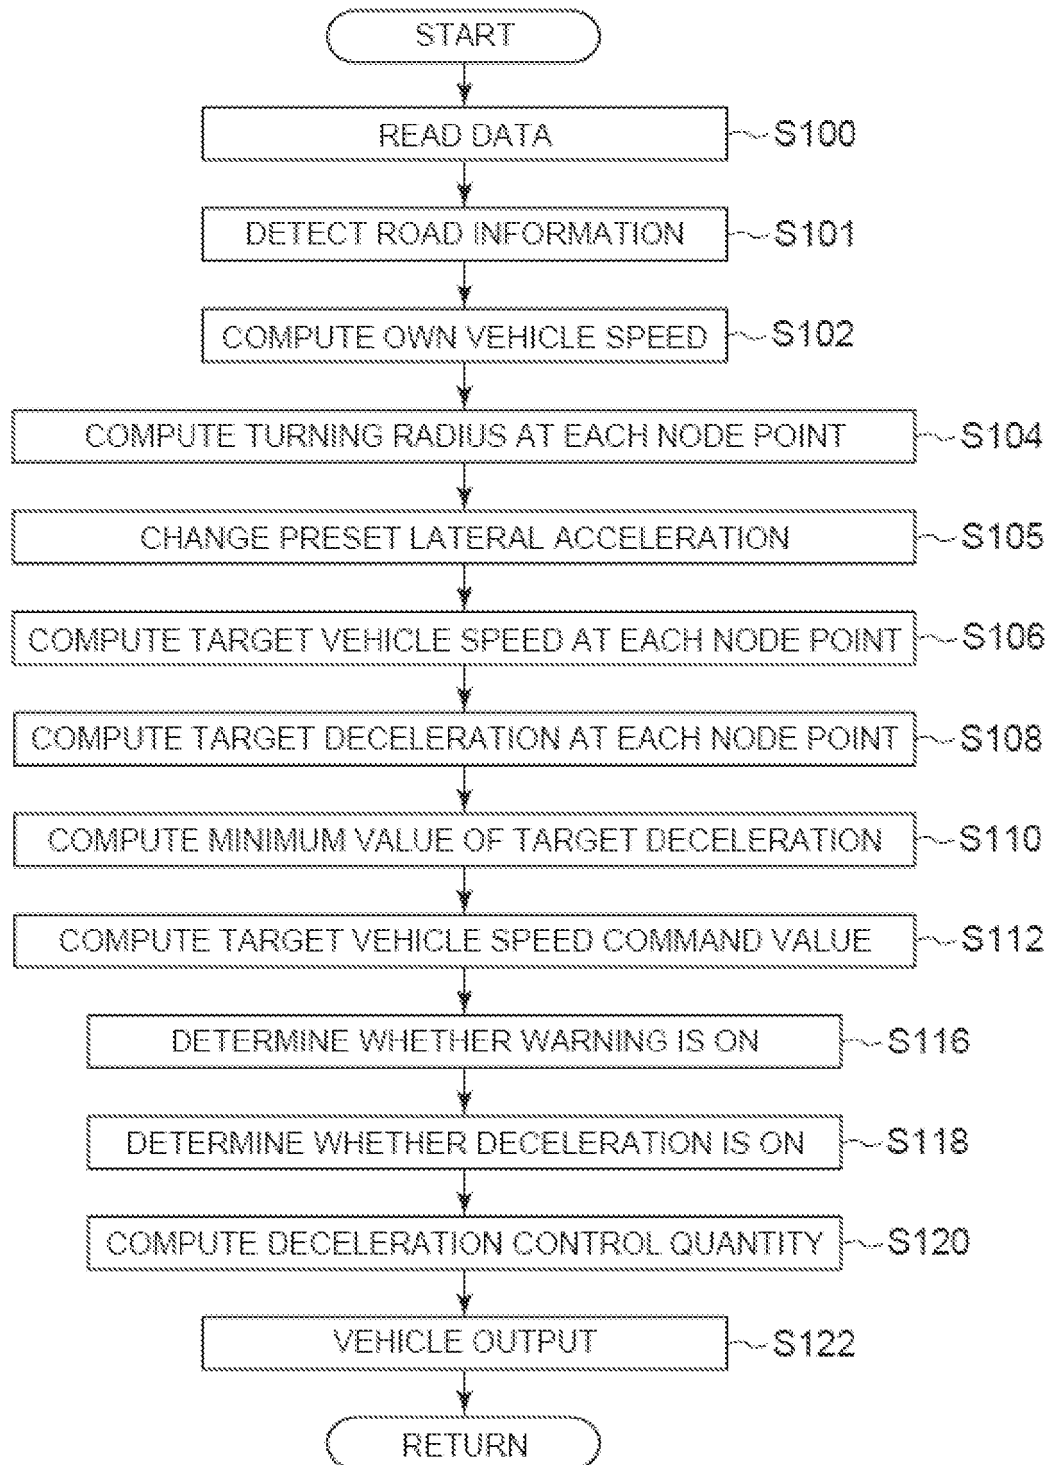 START
READ DATA
S100
DETECT ROAD INFORMATION
S101
COMPUTE OWN VEHICLE SPEED
S102
COMPUTE TURNING RADIUS AT EACH NODE POINT
S104
CHANGE PRESET LATERAL ACCELERATION
S105
COMPUTE TARGET VEHICLE SPEED AT EACH NODE POINT
S106
COMPUTE TARGET DECELERATION AT EACH NODE POINT
S108
COMPUTE MINIMUM VALUE OF TARGET DECELERATION
S110
COMPUTE TARGET VEHICLE SPEED COMMAND VALUE
S112
DETERMINE WHETHER WARNING IS ON
S116
DETERMINE WHETHER DECELERATION IS ON
S118
COMPUTE DECELERATION CONTROL QUANTITY
S120
VEHICLE OUTPUT
S122
RETURN